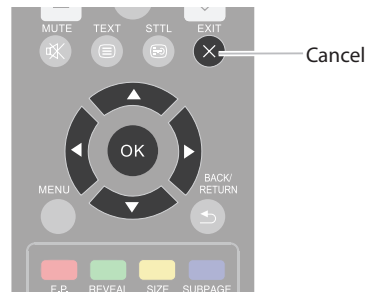 MUTE TEXT STTL EXIT
Cancel
OK
MENU
BACK/
RETURN
F.P. REVEAL SIZE SUBPAGE